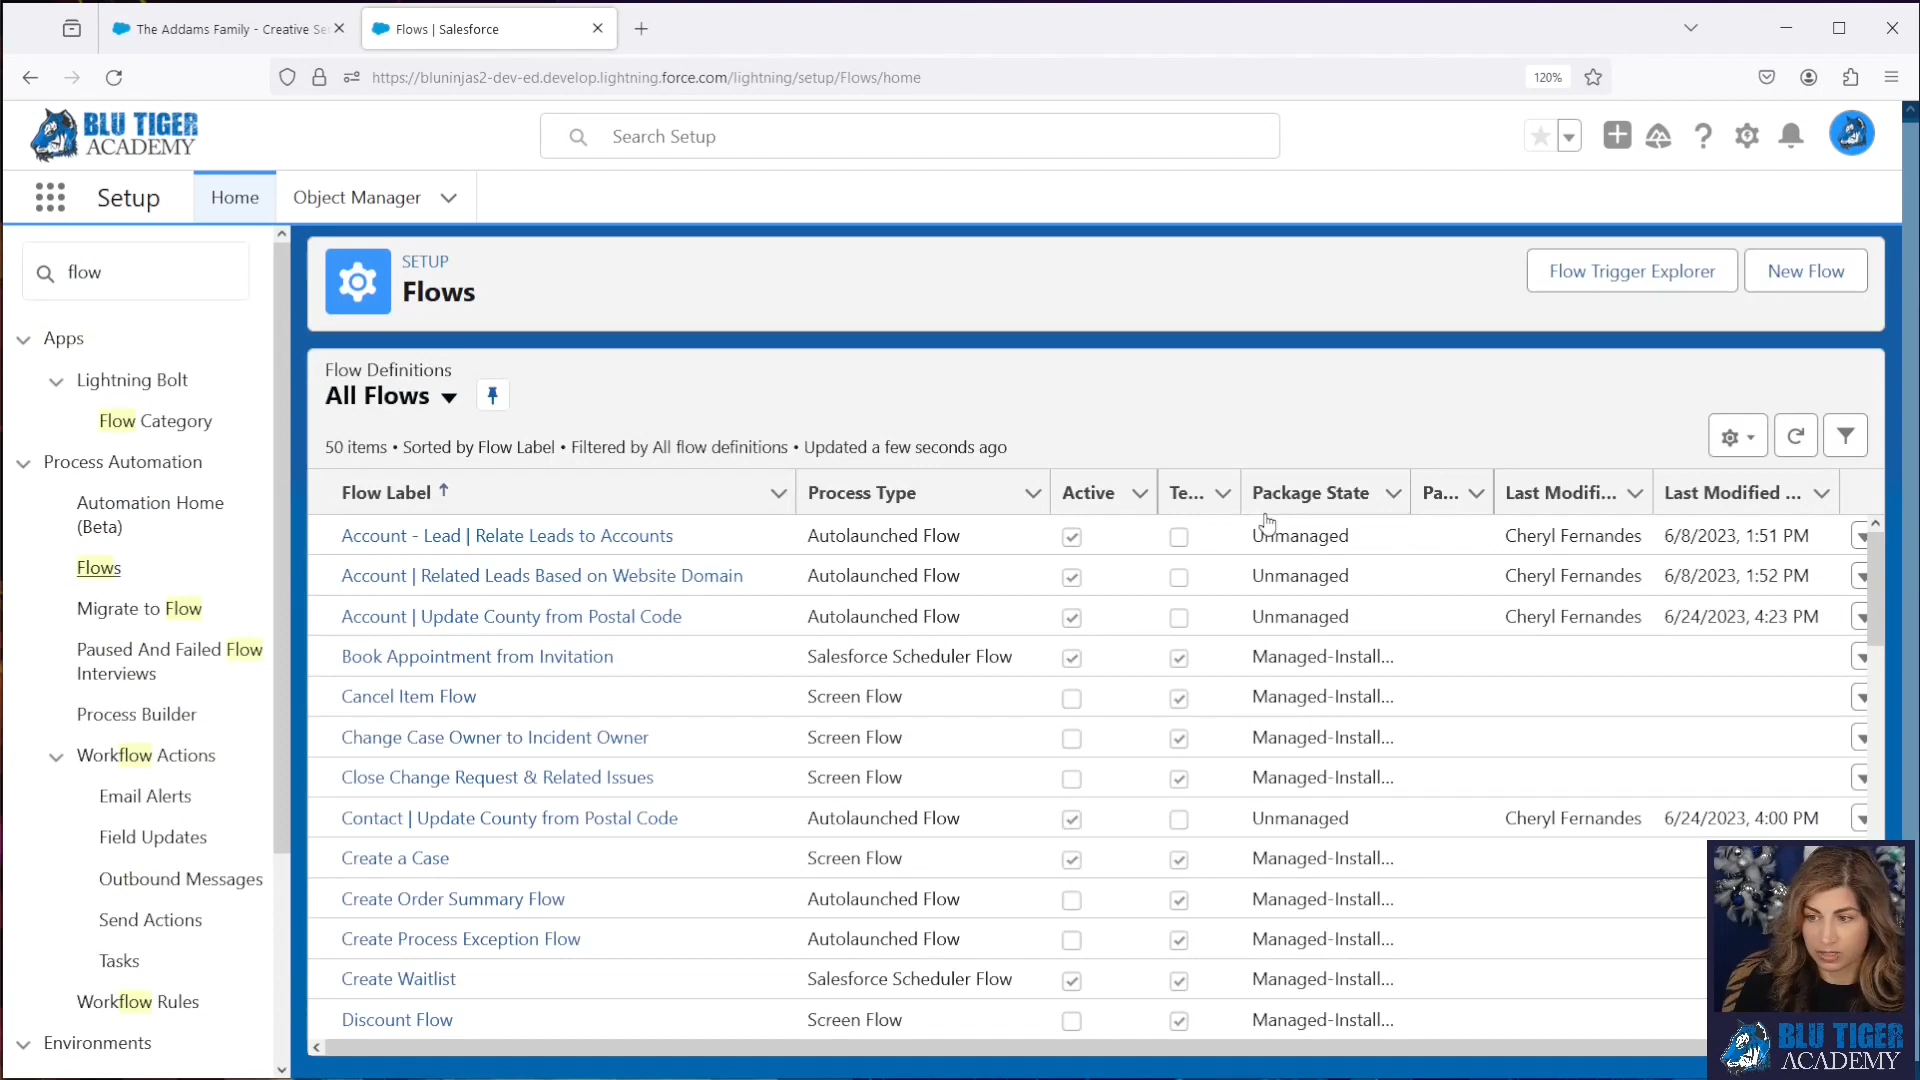 The Addams Family - Creative Se
Flows | Salesforce
https://bluninjas2-dev-ed.develop.lightning.force.com/lightning/setup/Flows/home
120%
BLU TIGER
ACADEMY
Search Setup
Setup
Home
Object Manager
flow
Apps
Lightning Bolt
Flow Category
Process Automation
Automation Home
(Beta)
Flows
Migrate to Flow
Paused And Failed Flow
Interviews
Process Builder
Workflow Actions
Email Alerts
Field Updates
Outbound Messages
Send Actions
Tasks
Workflow Rules
Environments
SETUP
Flows
Flow Trigger Explorer
New Flow
Flow Definitions
All Flows
50 items • Sorted by Flow Label • Filtered by All flow definitions • Updated a few seconds ago
Flow Label Process Type Active Te... Package State Pa... Last Modifi... Last Modified ...
Account - Lead | Relate Leads to Accounts Autolaunched Flow Unmanaged Cheryl Fernandes 6/8/2023, 1:51 PM
Account | Related Leads Based on Website Domain Autolaunched Flow Unmanaged Cheryl Fernandes 6/8/2023, 1:52 PM
Account | Update County from Postal Code Autolaunched Flow Unmanaged Cheryl Fernandes 6/24/2023, 4:23 PM
Book Appointment from Invitation Salesforce Scheduler Flow Managed-Install...
Cancel Item Flow Screen Flow Managed-Install...
Change Case Owner to Incident Owner Screen Flow Managed-Install...
Close Change Request & Related Issues Screen Flow Managed-Install...
Contact | Update County from Postal Code Autolaunched Flow Unmanaged Cheryl Fernandes 6/24/2023, 4:00 PM
Create a Case Screen Flow Managed-Install...
Create Order Summary Flow Autolaunched Flow Managed-Install...
Create Process Exception Flow Autolaunched Flow Managed-Install...
Create Waitlist Salesforce Scheduler Flow Managed-Install...
Discount Flow Screen Flow Managed-Install...
BLU TIGER
ACADEMY